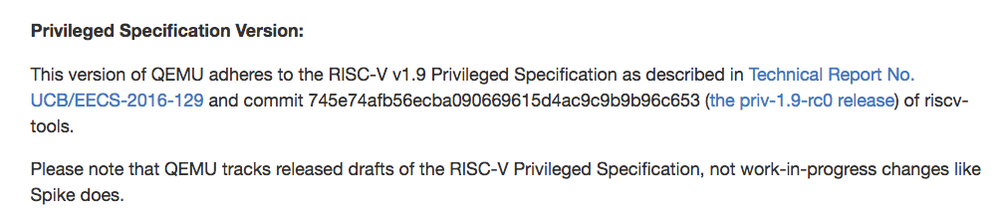 Privileged Specification Version:
This version of QEMU adheres to the RISC-V v1.9 Privileged Specification as described in Technical Report No.
UCB/EECS-2016-129 and commit 745e74afb56ecba090669615d4ac9c9b9b96c653 (the priv-1.9-rc0 release) of riscv-
tools.
Please note that QEMU tracks released drafts of the RISC-V Privileged Specification, not work-in-progress changes like
Spike does.